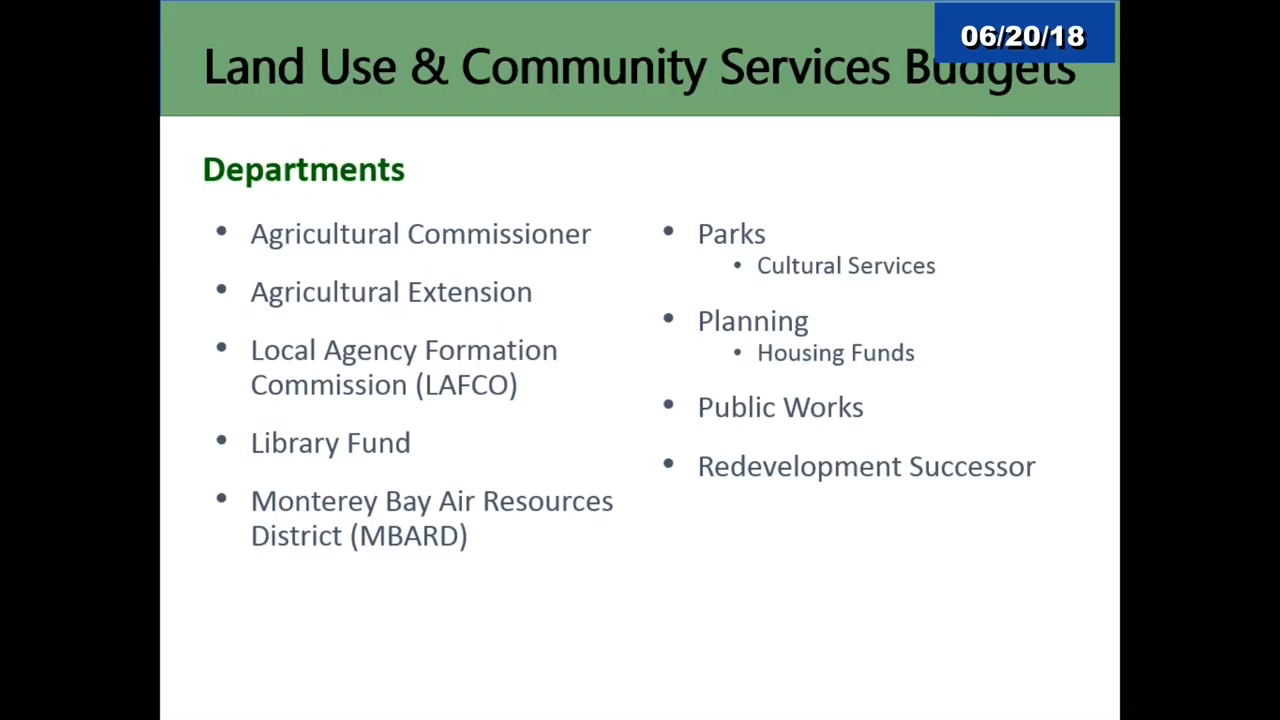 06/20/18
Land Use & Community Services Budgets
Departments
• Agricultural Commissioner
• Agricultural Extension
• Local Agency Formation
Commission (LAFCO)
• Library Fund
• Monterey Bay Air Resources
District (MBARD)
• Parks
• Cultural Services
• Planning
• Housing Funds
• Public Works
• Redevelopment Successor